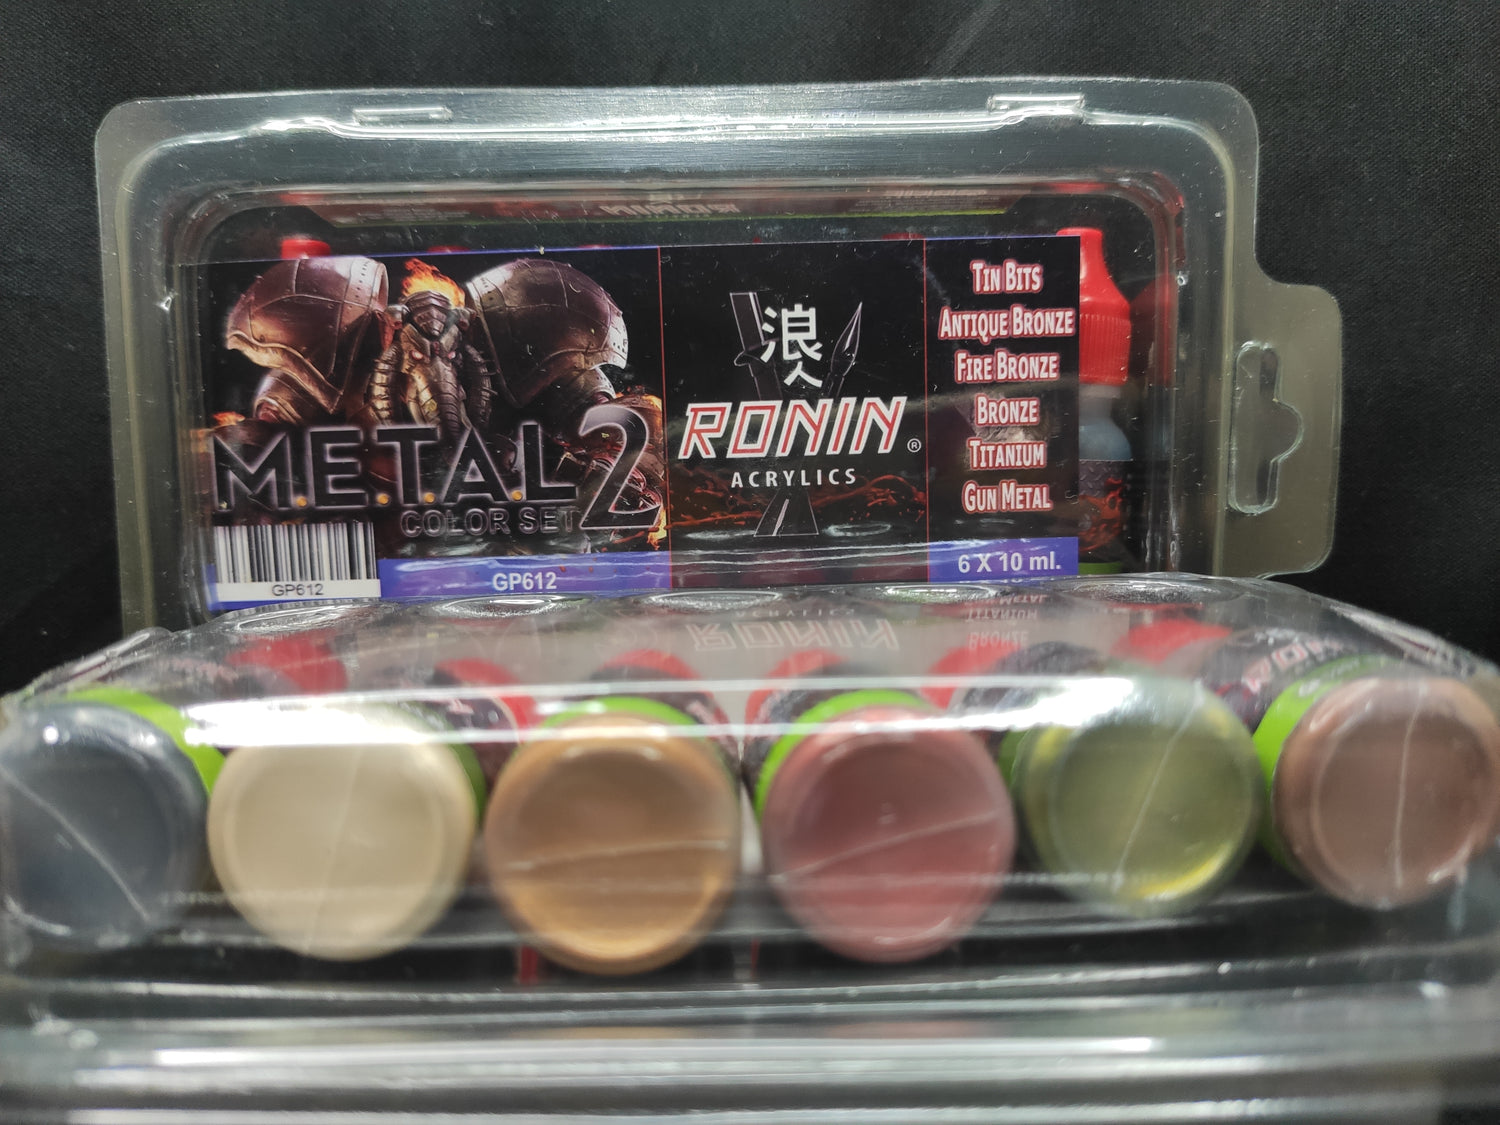 M.E.T.A.L 2
COLOR SET
GP612
GP612
浪人
RONIN®
ACRYLICS
TIN BITS
ANTIQUE BRONZE
FIRE BRONZE
BRONZE
TITANIUM
GUN METAL
6 X 10 ml.